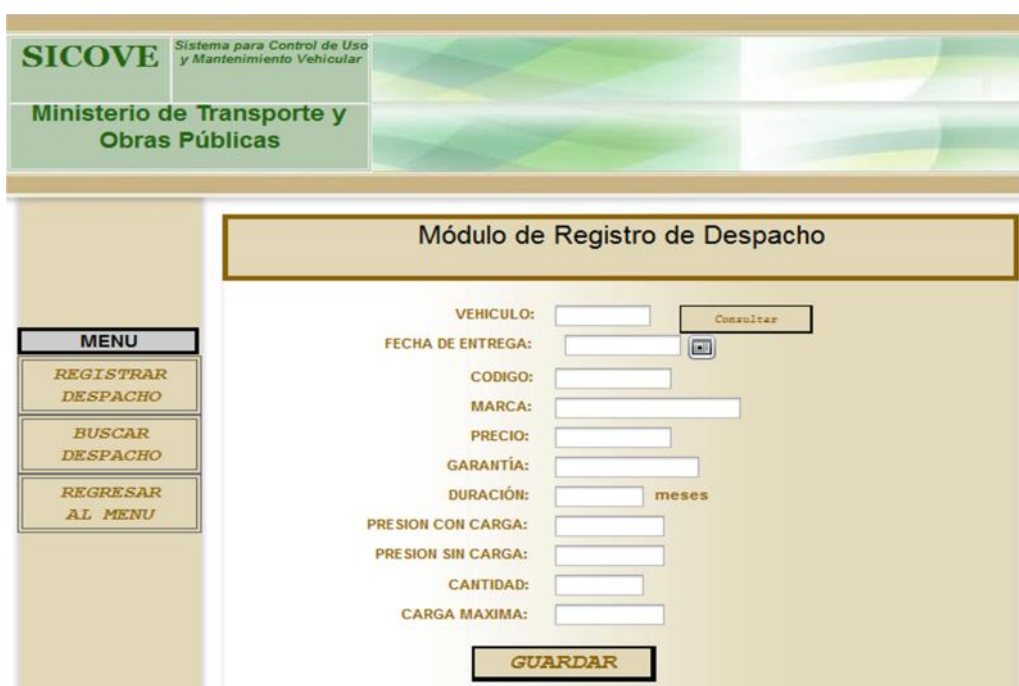 SICOVE
Sistema para Control de Uso
y Mantenimiento Vehicular
Ministerio de Transporte y
Obras Públicas
Módulo de Registro de Despacho
MENU
REGISTRAR
DESPACHO
BUSCAR
DESPACHO
REGRESAR
AL MENU
VEHICULO:
Consultar
FECHA DE ENTREGA:
CODIGO:
MARCA:
PRECIO:
GARANTÍA:
DURACIÓN:
meses
PRESION CON CARGA:
PRESION SIN CARGA:
CANTIDAD:
CARGA MAXIMA:
GUARDAR